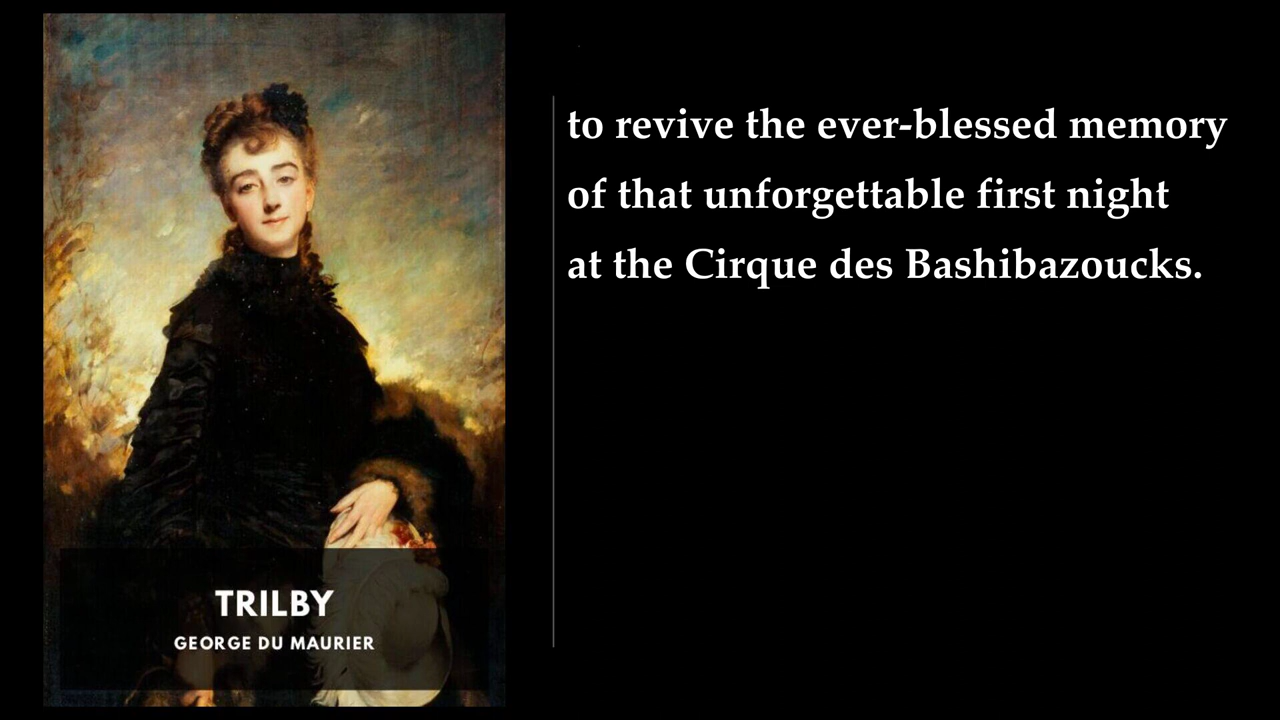 to revive the ever-blessed memory
of that unforgettable first night
at the Cirque des Bashibazoucks.
TRILBY
GEORGE DU MAURIER